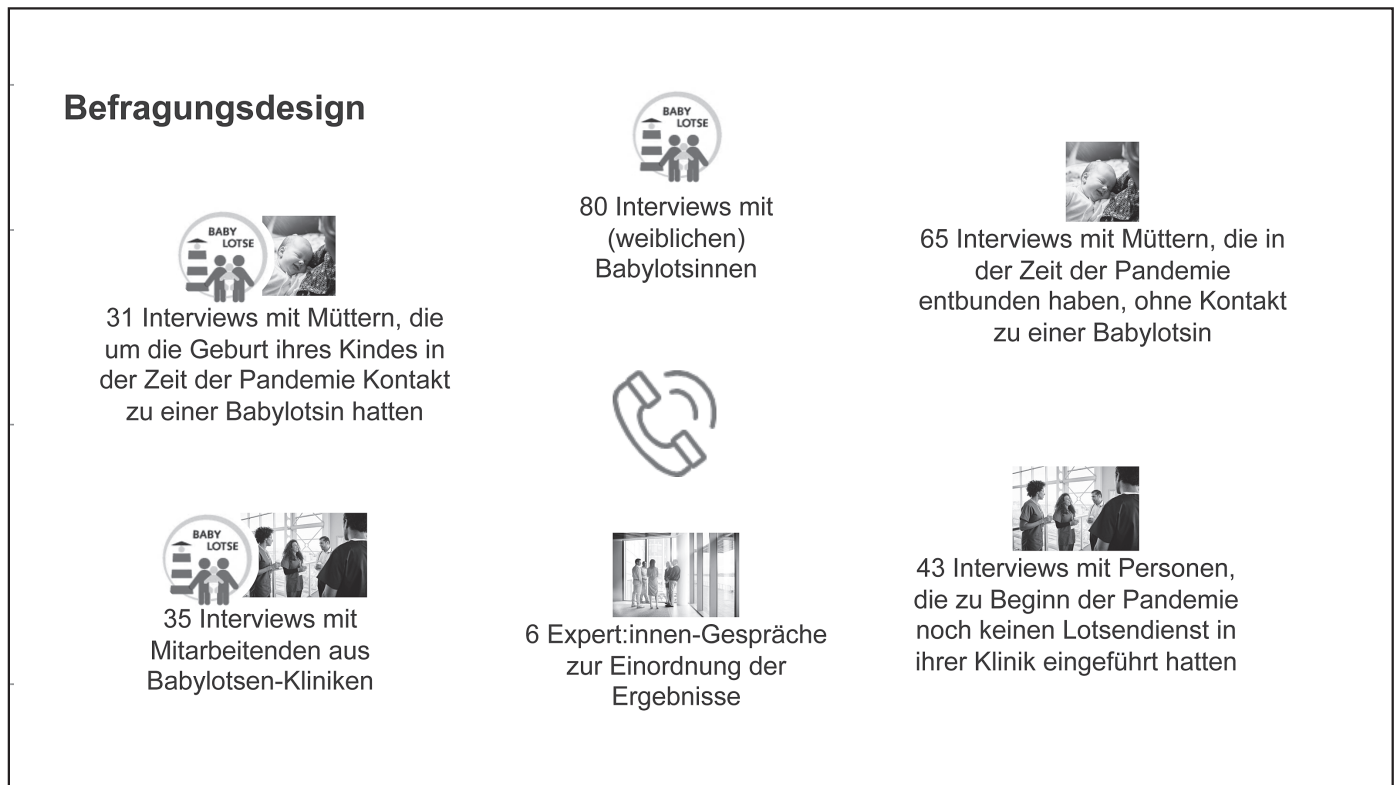 Befragungsdesign
BABY
LOTSE
80 Interviews mit
(weiblichen)
Babylotsinnen
65 Interviews mit Müttern, die in
der Zeit der Pandemie
entbunden haben, ohne Kontakt
zu einer Babylotsin
BABY
LOTSE
31 Interviews mit Müttern, die
um die Geburt ihres Kindes in
der Zeit der Pandemie Kontakt
zu einer Babylotsin hatten
BABY
LOTSE
35 Interviews mit
Mitarbeitenden aus
Babylotsen-Kliniken
6 Expert:innen-Gespräche
zur Einordnung der
Ergebnisse
43 Interviews mit Personen,
die zu Beginn der Pandemie
noch keinen Lotsendienst in
ihrer Klinik eingeführt hatten